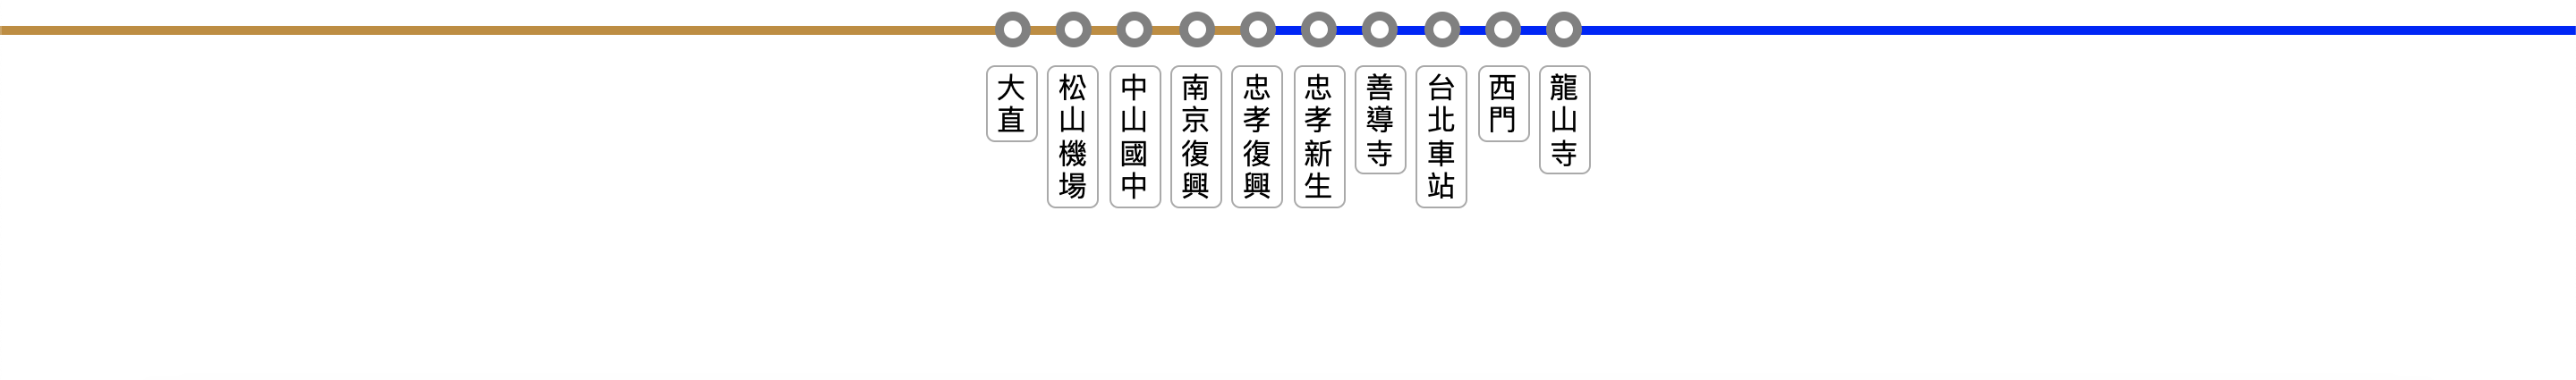 大直
松山機場
中山國中
南京復興
忠孝復興
忠孝新生
善導寺
台北車站
西門
龍山寺